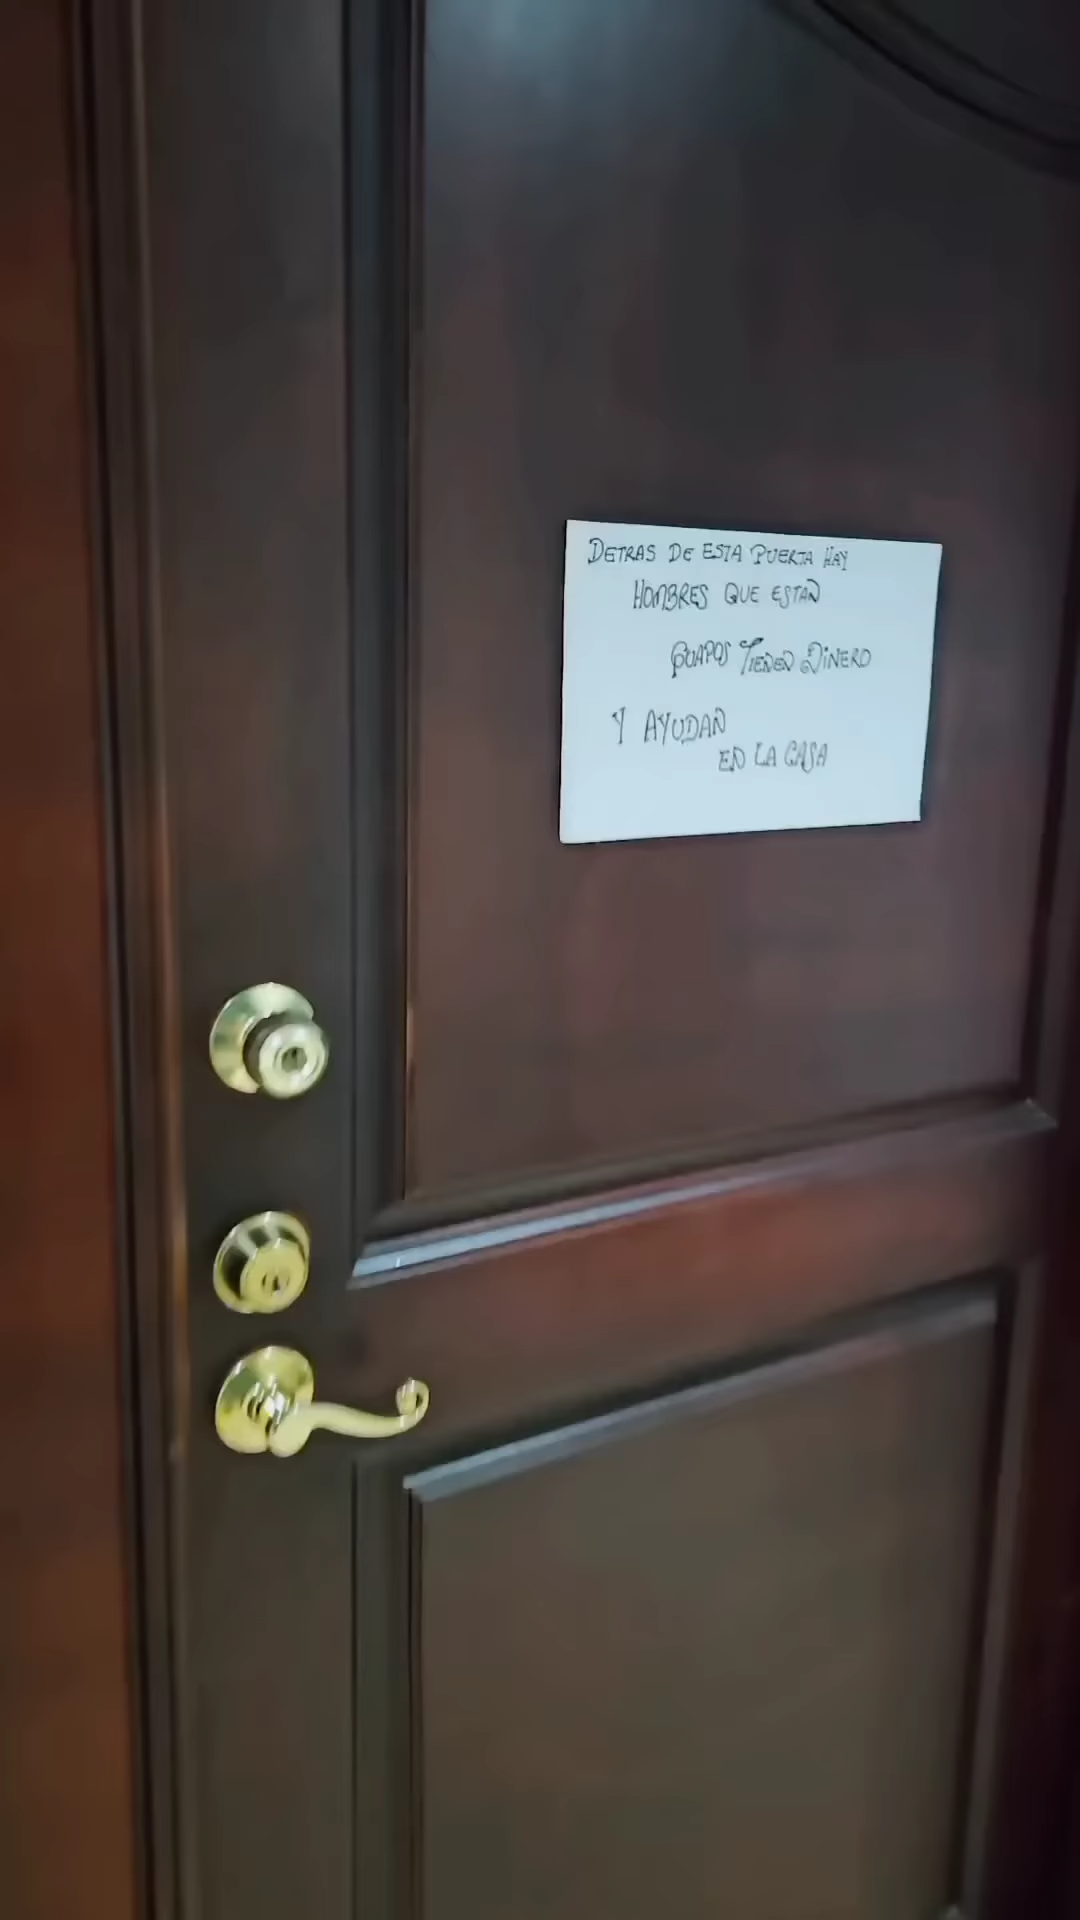 DETRAS DE ESTA PUERTA HAY
HOMBRES QUE ESTAN
GUAPOS TIENEN DINERO
Y AYUDAN
EN LA CASA